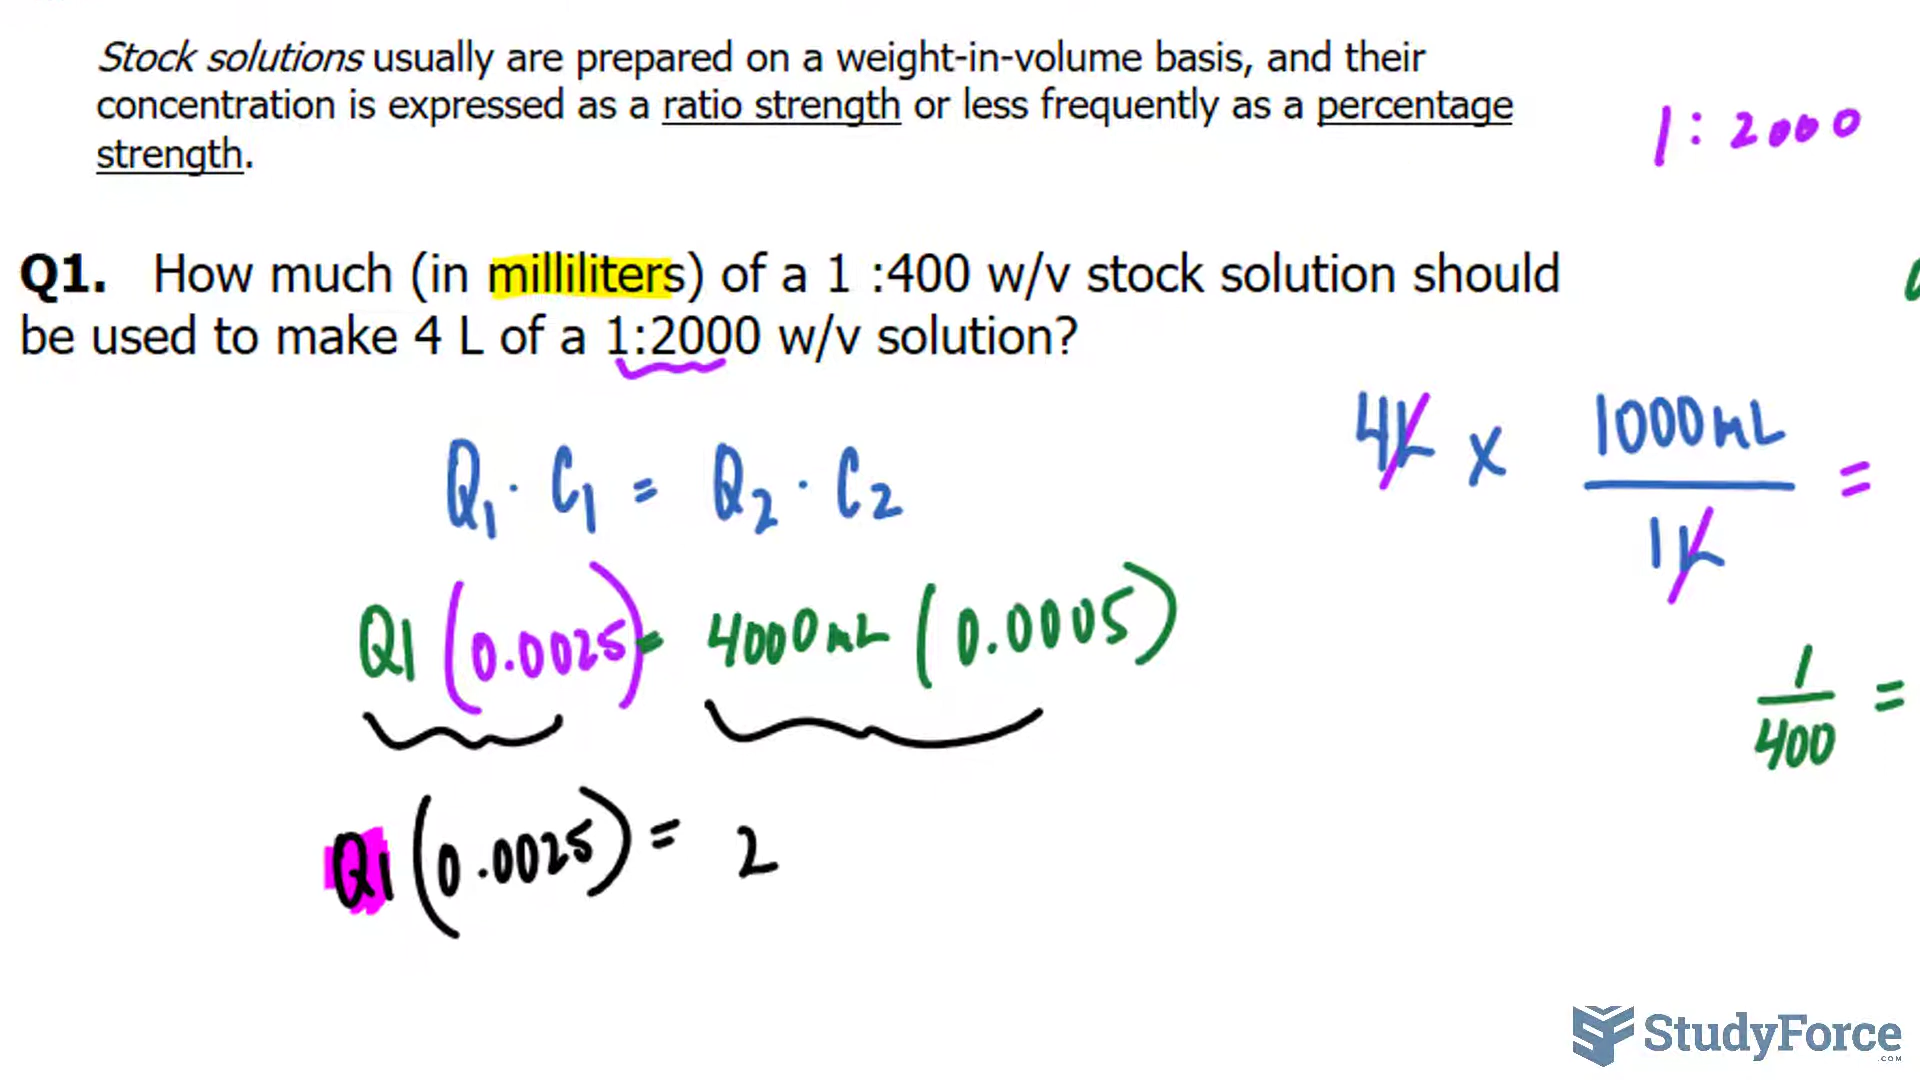 Stock solutions usually are prepared on a weight-in-volume basis, and their
concentration is expressed as a ratio strength or less frequently as a percentage
strength.
1:2000
Q1. How much (in milliliters) of a 1 :400 w/v stock solution should
be used to make 4 L of a 1:2000 w/v solution?
Q1 · C1 = Q2 · C2
4L x 1000mL =
1L
Q1 (0.0025) = 4000mL (0.0005)
1 =
400
Q1 (0.0025) = 2
StudyForce
.COM